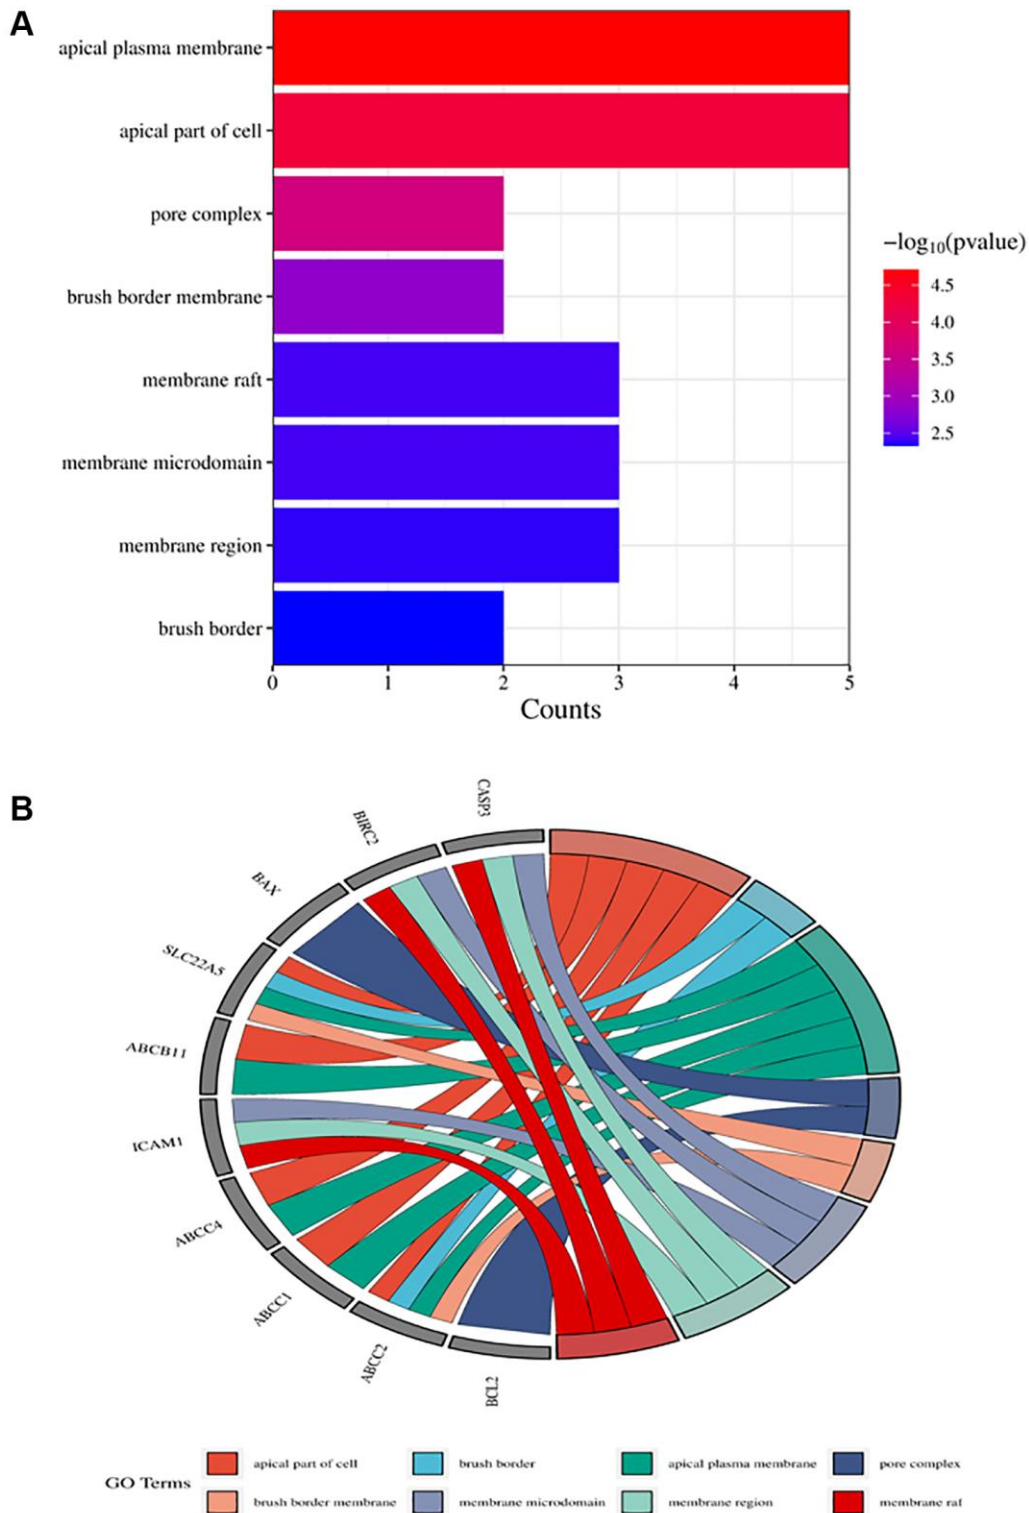 A
apical plasma membrane
apical part of cell
pore complex
brush border membrane
membrane raft
membrane microdomain
membrane region
brush border
0 1 2 3 4 5
Counts
−log₁₀(pvalue)
4.5
4.0
3.5
3.0
2.5
B
CASP3
BIRC2
BAX
SLC22A5
ABCB11
ICAM1
ABCC4
ABCC1
ABCC2
BCL2
GO Terms
apical part of cell brush border apical plasma membrane pore complex
brush border membrane membrane microdomain membrane region membrane raf